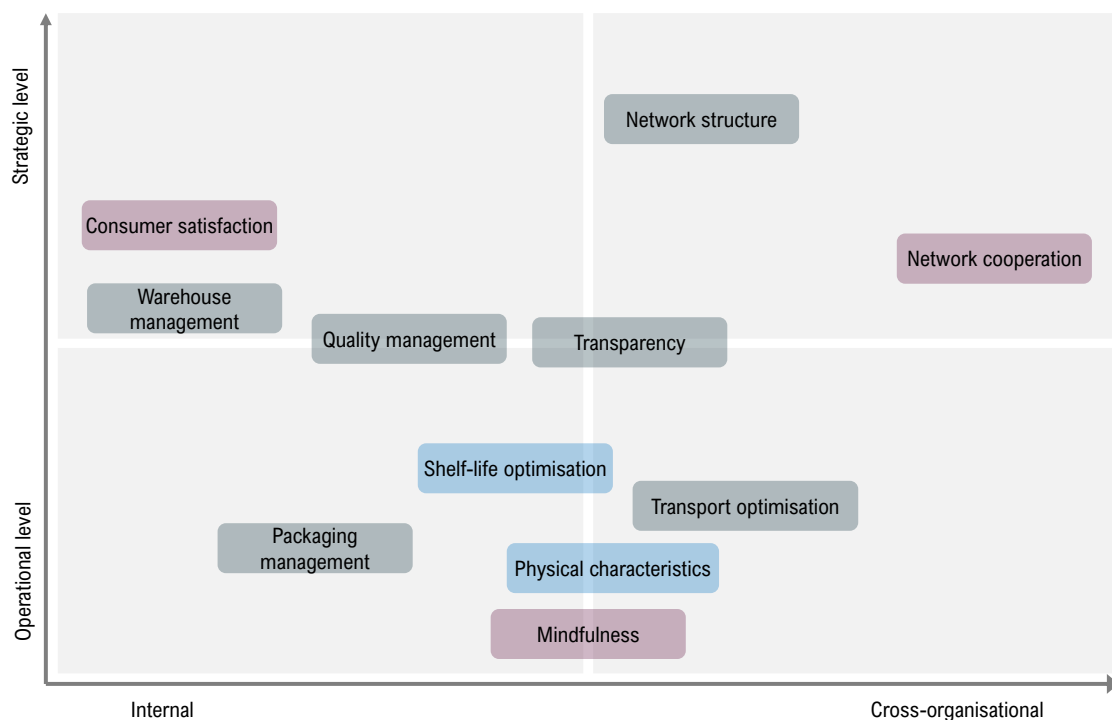 Strategic level
Network structure
Consumer satisfaction
Network cooperation
Warehouse
management
Quality management
Transparency
Shelf-life optimisation
Transport optimisation
Packaging
management
Physical characteristics
Mindfulness
Operational level
Internal
Cross-organisational